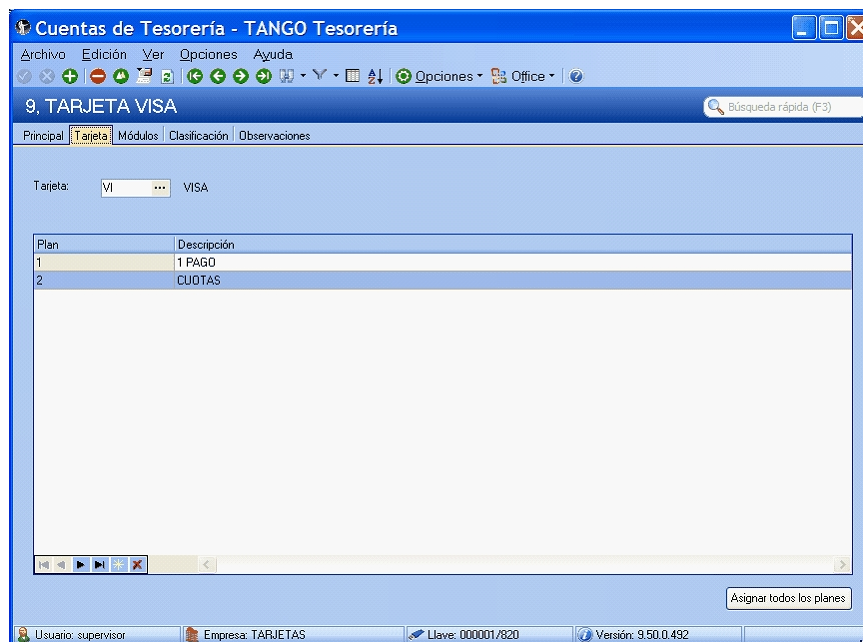 Cuentas de Tesorería - TANGO Tesorería
Archivo Edición Ver Opciones Ayuda
Opciones Office
9, TARJETA VISA
Búsqueda rápida (F3)
Principal Tarjeta Módulos Clasificación Observaciones
Tarjeta: VI ... VISA
Plan Descripción
1 1 PAGO
2 CUOTAS
Asignar todos los planes
Usuario: supervisor Empresa: TARJETAS Llave: 000001/820 Versión: 9.50.0.492